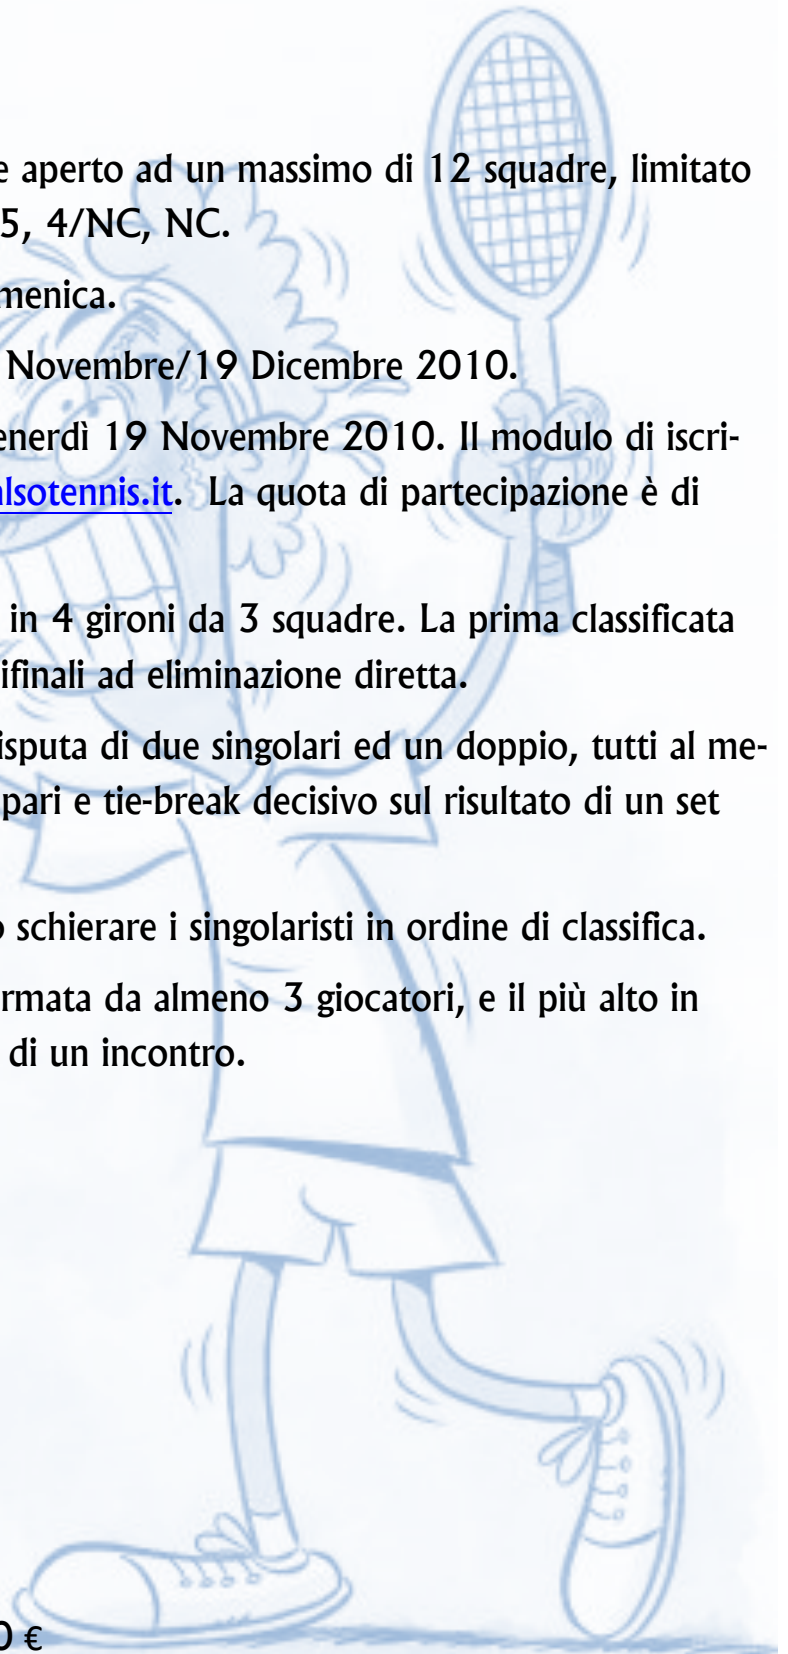 e aperto ad un massimo di 12 squadre, limitato
5, 4/NC, NC.
menica.
Novembre/19 Dicembre 2010.
enerdì 19 Novembre 2010. Il modulo di iscri-
alsotennis.it. La quota di partecipazione è di
in 4 gironi da 3 squadre. La prima classificata
ifinali ad eliminazione diretta.
isputa di due singolari ed un doppio, tutti al me-
pari e tie-break decisivo sul risultato di un set
o schierare i singolaristi in ordine di classifica.
rmata da almeno 3 giocatori, e il più alto in
di un incontro.
0 €